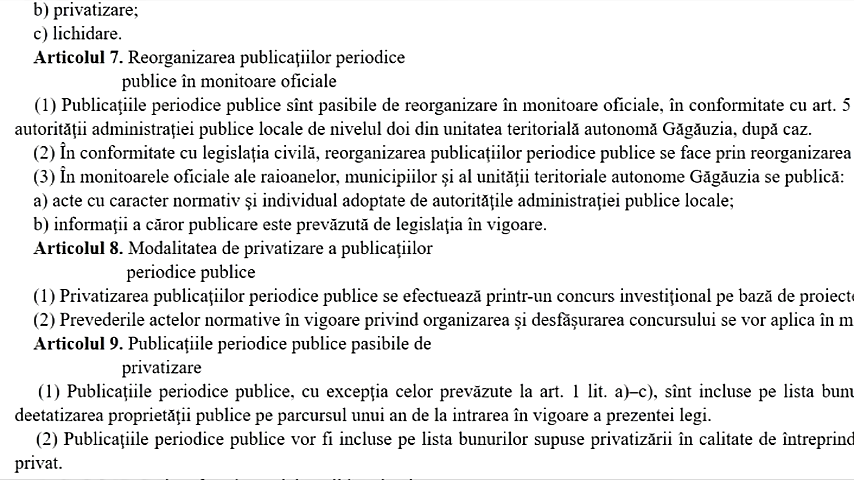 b) privatizare;
c) lichidare.
Articolul 7. Reorganizarea publicaţiilor periodice
publice în monitoare oficiale
(1) Publicaţiile periodice publice sînt pasibile de reorganizare în monitoare oficiale, în conformitate cu art. 5
autorităţii administraţiei publice locale de nivelul doi din unitatea teritorială autonomă Găgăuzia, după caz.
(2) În conformitate cu legislaţia civilă, reorganizarea publicaţiilor periodice publice se face prin reorganizarea
(3) În monitoarele oficiale ale raioanelor, municipiilor şi al unităţii teritoriale autonome Găgăuzia se publică:
a) acte cu caracter normativ şi individual adoptate de autorităţile administraţiei publice locale;
b) informaţii a căror publicare este prevăzută de legislaţia în vigoare.
Articolul 8. Modalitatea de privatizare a publicaţiilor
periodice publice
(1) Privatizarea publicaţiilor periodice publice se efectuează printr-un concurs investiţional pe bază de
(2) Prevederile actelor normative în vigoare privind organizarea şi desfăşurarea concursului se vor aplica în
Articolul 9. Publicaţiile periodice publice pasibile de
privatizare
(1) Publicaţiile periodice publice, cu excepţia celor prevăzute la art. 1 lit. a)–c), sînt incluse pe lista
deetatizarea proprietăţii publice pe parcursul unui an de la intrarea în vigoare a prezentei legi.
(2) Publicaţiile periodice publice vor fi incluse pe lista bunurilor supuse privatizării în calitate de
privat.